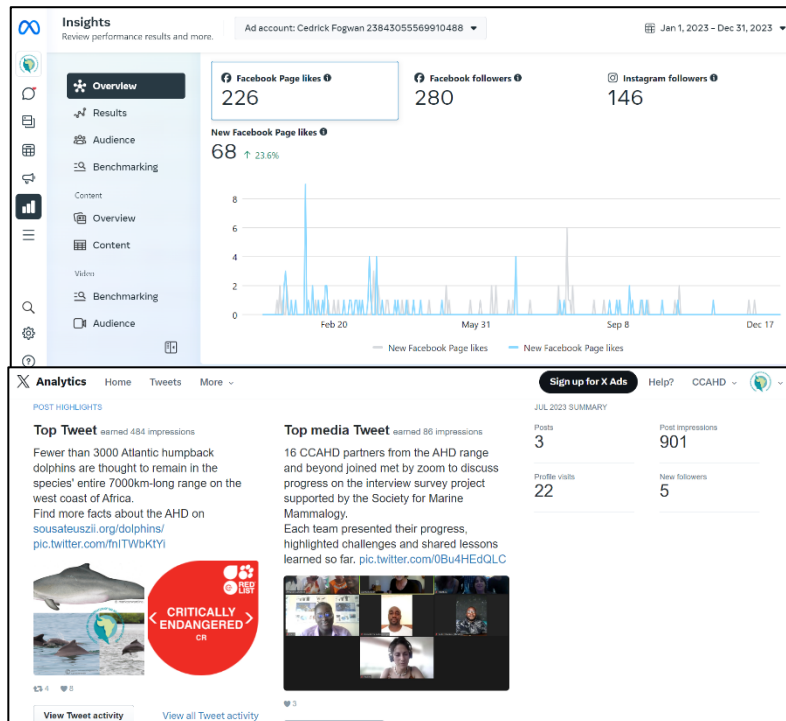 Insights
Review performance results and more.
Ad account: Cedrick Fogwan 23843055569910488
Jan 1, 2023 – Dec 31, 2023
Overview
Results
Audience
Benchmarking
Content
Overview
Content
Video
Benchmarking
Audience
Facebook Page likes
226
Facebook followers
280
Instagram followers
146
New Facebook Page likes
68 ↑ 23.6%
8
6
4
2
0
Feb 20 May 31 Sep 8 Dec 17
New Facebook Page likes New Facebook Page likes
X Analytics Home Tweets More Sign up for X Ads Help? CCAHD
POST HIGHLIGHTS
Top Tweet earned 484 impressions
Fewer than 3000 Atlantic humpback
dolphins are thought to remain in the
species' entire 7000km-long range on the
west coast of Africa.
Find more facts about the AHD on
sousateuszii.org/dolphins/
pic.twitter.com/fnITWbKtYi
RED
LIST
CRITICALLY
ENDANGERED
CR
4 8
View Tweet activity View all Tweet activity
Top media Tweet earned 86 impressions
16 CCAHD partners from the AHD range
and beyond joined met by zoom to discuss
progress on the interview survey project
supported by the Society for Marine
Mammalogy.
Each team presented their progress,
highlighted challenges and shared lessons
learned so far. pic.twitter.com/0Bu4HEdQLC
3
JUL 2023 SUMMARY
Posts
3
Post impressions
901
Profile visits
22
New followers
5